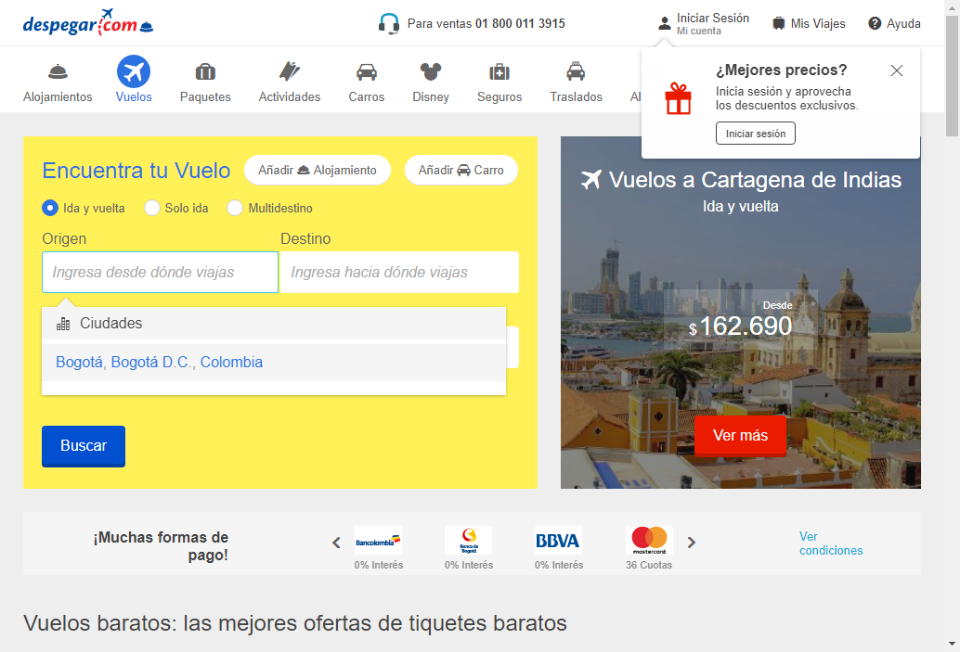 despegar.com
Para ventas 01 800 011 3915
Iniciar Sesión
Mi cuenta
Mis Viajes
Ayuda
Alojamientos
Vuelos
Paquetes
Actividades
Carros
Disney
Seguros
Traslados
¿Mejores precios?
Inicia sesión y aprovecha
los descuentos exclusivos.
Iniciar sesión
Encuentra tu Vuelo
Añadir Alojamiento
Añadir Carro
Ida y vuelta
Solo ida
Multidestino
Origen
Destino
Ingresa desde dónde viajas
Ingresa hacia dónde viajas
Ciudades
Bogotá, Bogotá D.C., Colombia
Buscar
Vuelos a Cartagena de Indias
Ida y vuelta
Desde
$162.690
Ver más
¡Muchas formas de
pago!
Bancolombia
0% Interés
Banco de
Bogotá
0% Interés
BBVA
0% Interés
mastercard
36 Cuotas
Ver
condiciones
Vuelos baratos: las mejores ofertas de tiquetes baratos